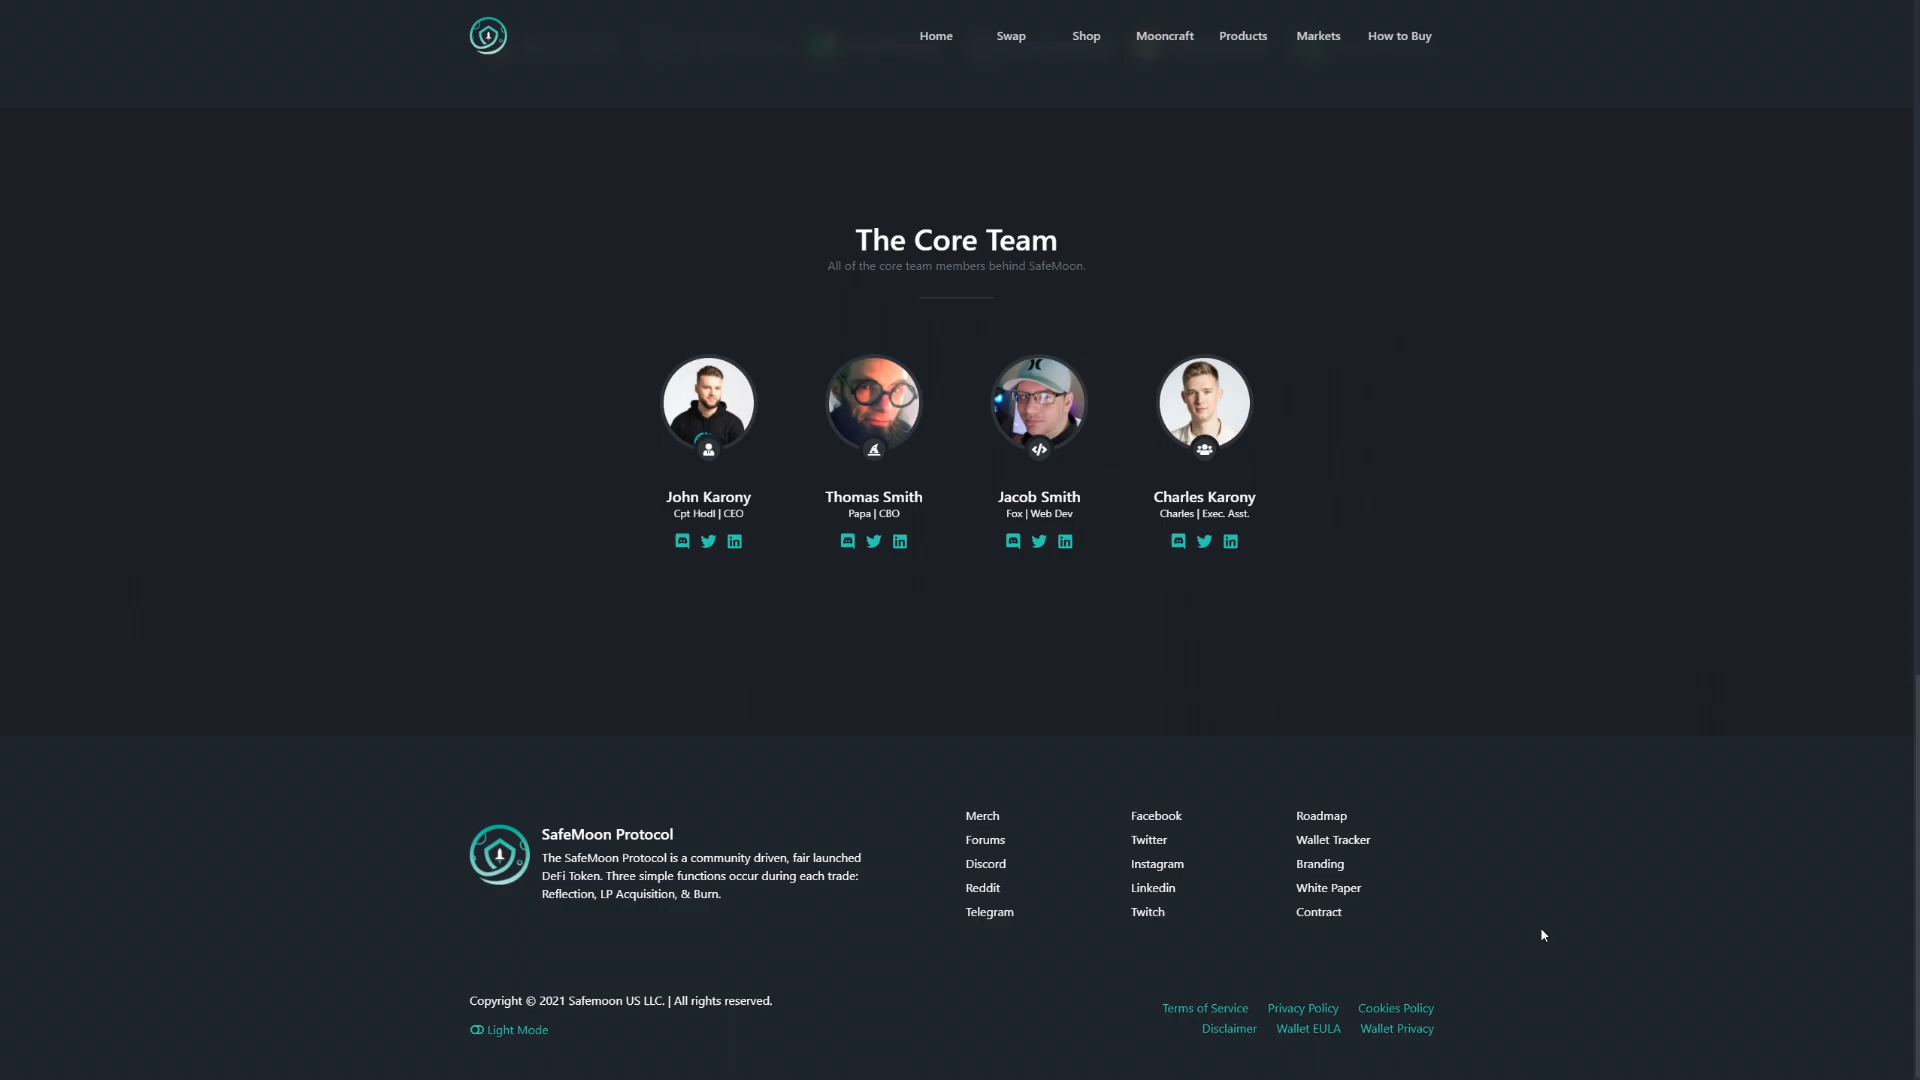 Home Swap Shop Mooncraft Products Markets How to Buy
The Core Team
All of the core team members behind SafeMoon.
John Karony
Cpt Hodl | CEO
Thomas Smith
Papa | CBO
Jacob Smith
Fox | Web Dev
Charles Karony
Charles | Exec. Asst.
SafeMoon Protocol
The SafeMoon Protocol is a community driven, fair launched
DeFi Token. Three simple functions occur during each trade:
Reflection, LP Acquisition, & Burn.
Merch
Forums
Discord
Reddit
Telegram
Facebook
Twitter
Instagram
Linkedin
Twitch
Roadmap
Wallet Tracker
Branding
White Paper
Contract
Copyright © 2021 Safemoon US LLC. | All rights reserved.
Light Mode
Terms of Service Privacy Policy Cookies Policy
Disclaimer Wallet EULA Wallet Privacy